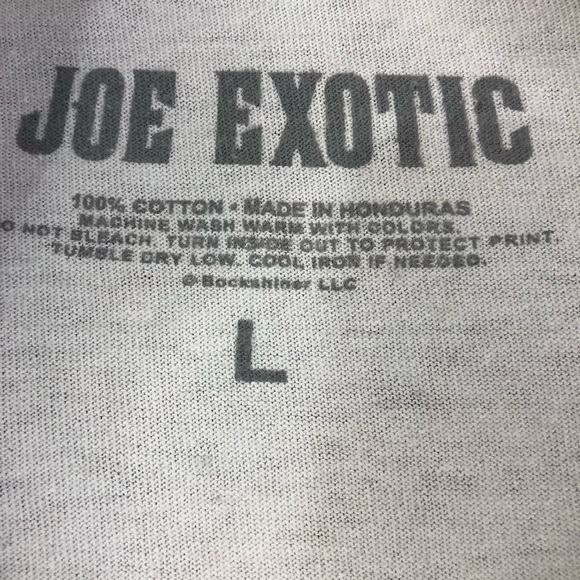 JOE EXOTIC
100% COTTON • MADE IN HONDURAS
MACHINE WASH WARM WITH COLORS.
O NOT BLEACH. TURN INSIDE OUT TO PROTECT PRINT.
TUMBLE DRY LOW. COOL IRON IF NEEDED.
© Bockshiner LLC
L